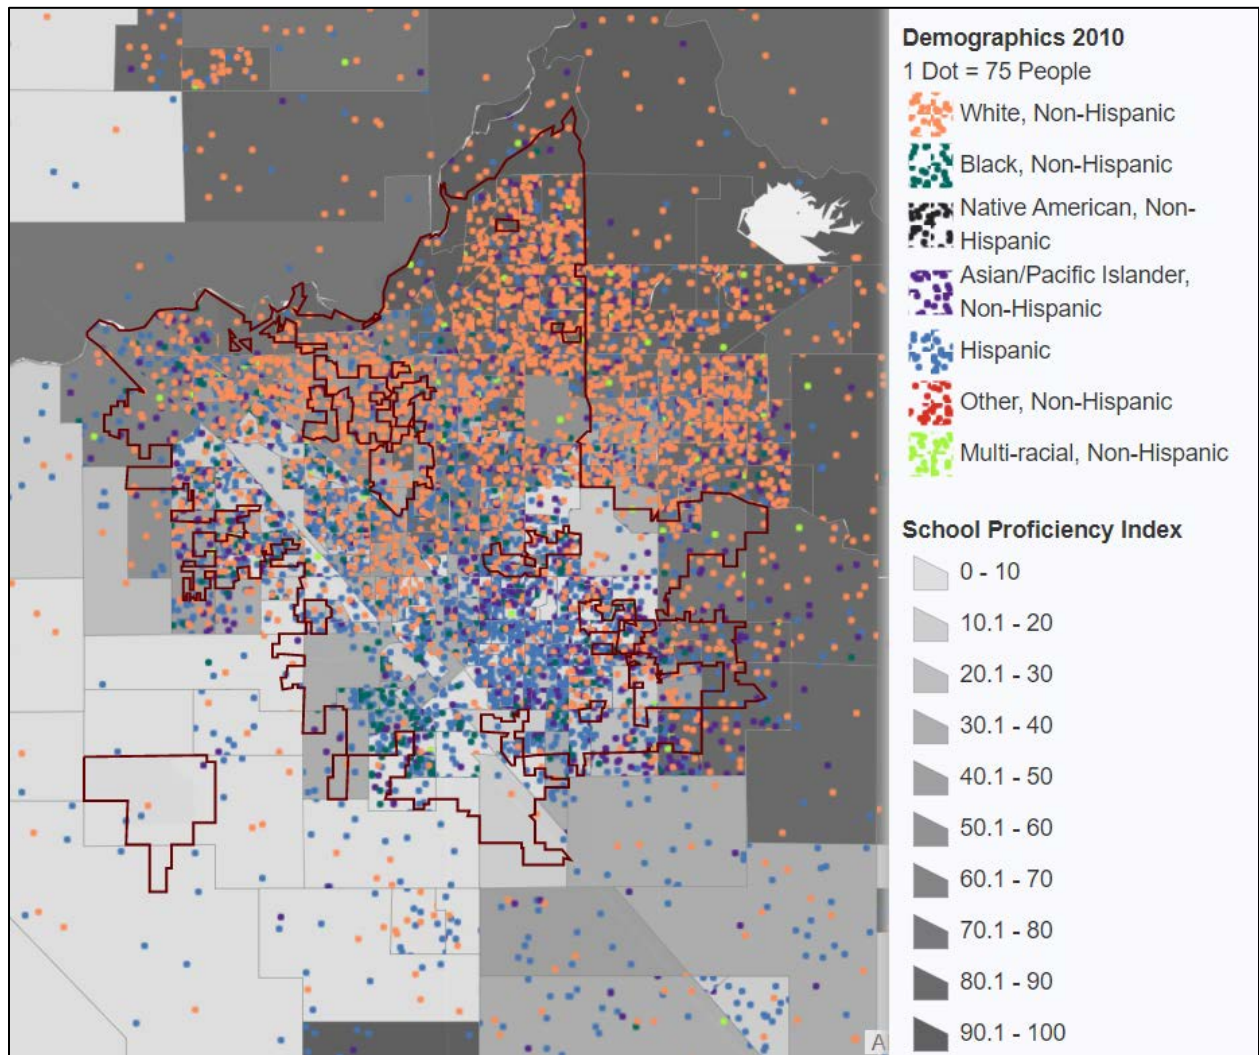 Demographics 2010
1 Dot = 75 People
White, Non-Hispanic
Black, Non-Hispanic
Native American, Non-
Hispanic
Asian/Pacific Islander,
Non-Hispanic
Hispanic
Other, Non-Hispanic
Multi-racial, Non-Hispanic
School Proficiency Index
0 - 10
10.1 - 20
20.1 - 30
30.1 - 40
40.1 - 50
50.1 - 60
60.1 - 70
70.1 - 80
80.1 - 90
90.1 - 100
A